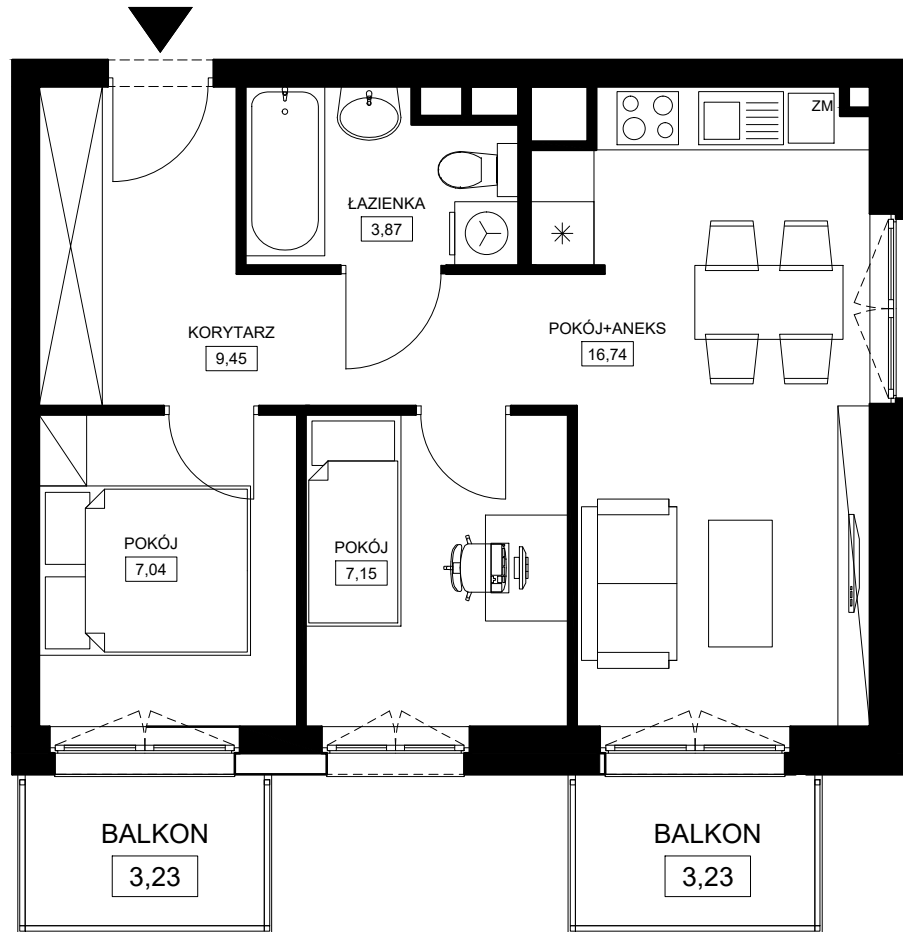 ZM
ŁAZIENKA
3,87
KORYTARZ
9,45
POKÓJ+ANEKS
16,74
POKÓJ
7,04
POKÓJ
7,15
BALKON
3,23
BALKON
3,23